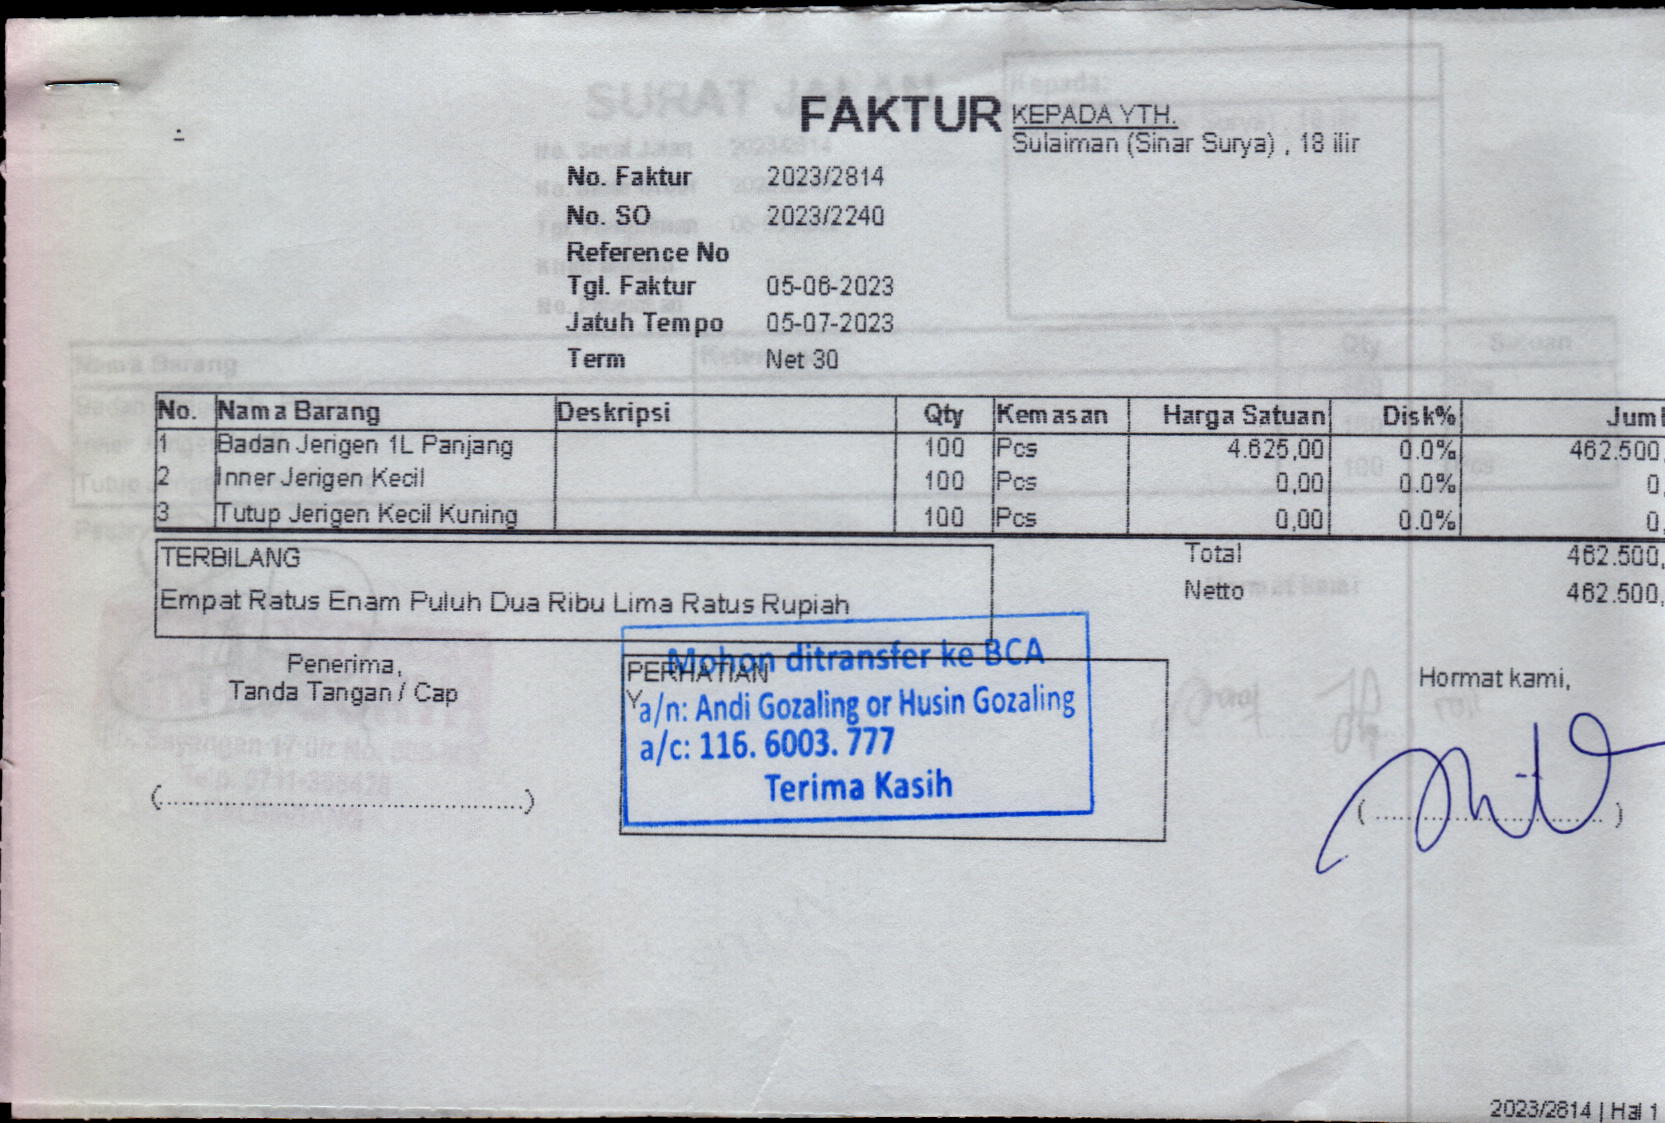 FAKTUR
KEPADA YTH.
Sulaiman (Sinar Surya) , 18 ilir
No. Faktur 2023/2814
No. SO 2023/2240
Reference No
Tgl. Faktur 05-06-2023
Jatuh Tempo 05-07-2023
Term Net 30
No. Nama Barang Deskripsi Qty Kemasan Harga Satuan Disk% Juml
1 Badan Jerigen 1L Panjang 100 Pcs 4.625,00 0.0% 462.500,
2 Inner Jerigen Kecil 100 Pcs 0,00 0.0% 0,
3 Tutup Jerigen Kecil Kuning 100 Pcs 0,00 0.0% 0,
TERBILANG
Empat Ratus Enam Puluh Dua Ribu Lima Ratus Rupiah
Total 462.500,
Netto 462.500,
Penerima,
Tanda Tangan / Cap
PERHATIAN
Mohon ditransfer ke BCA
a/n: Andi Gozaling or Husin Gozaling
a/c: 116. 6003. 777
Terima Kasih
Hormat kami,
2023/2814 | Hal 1